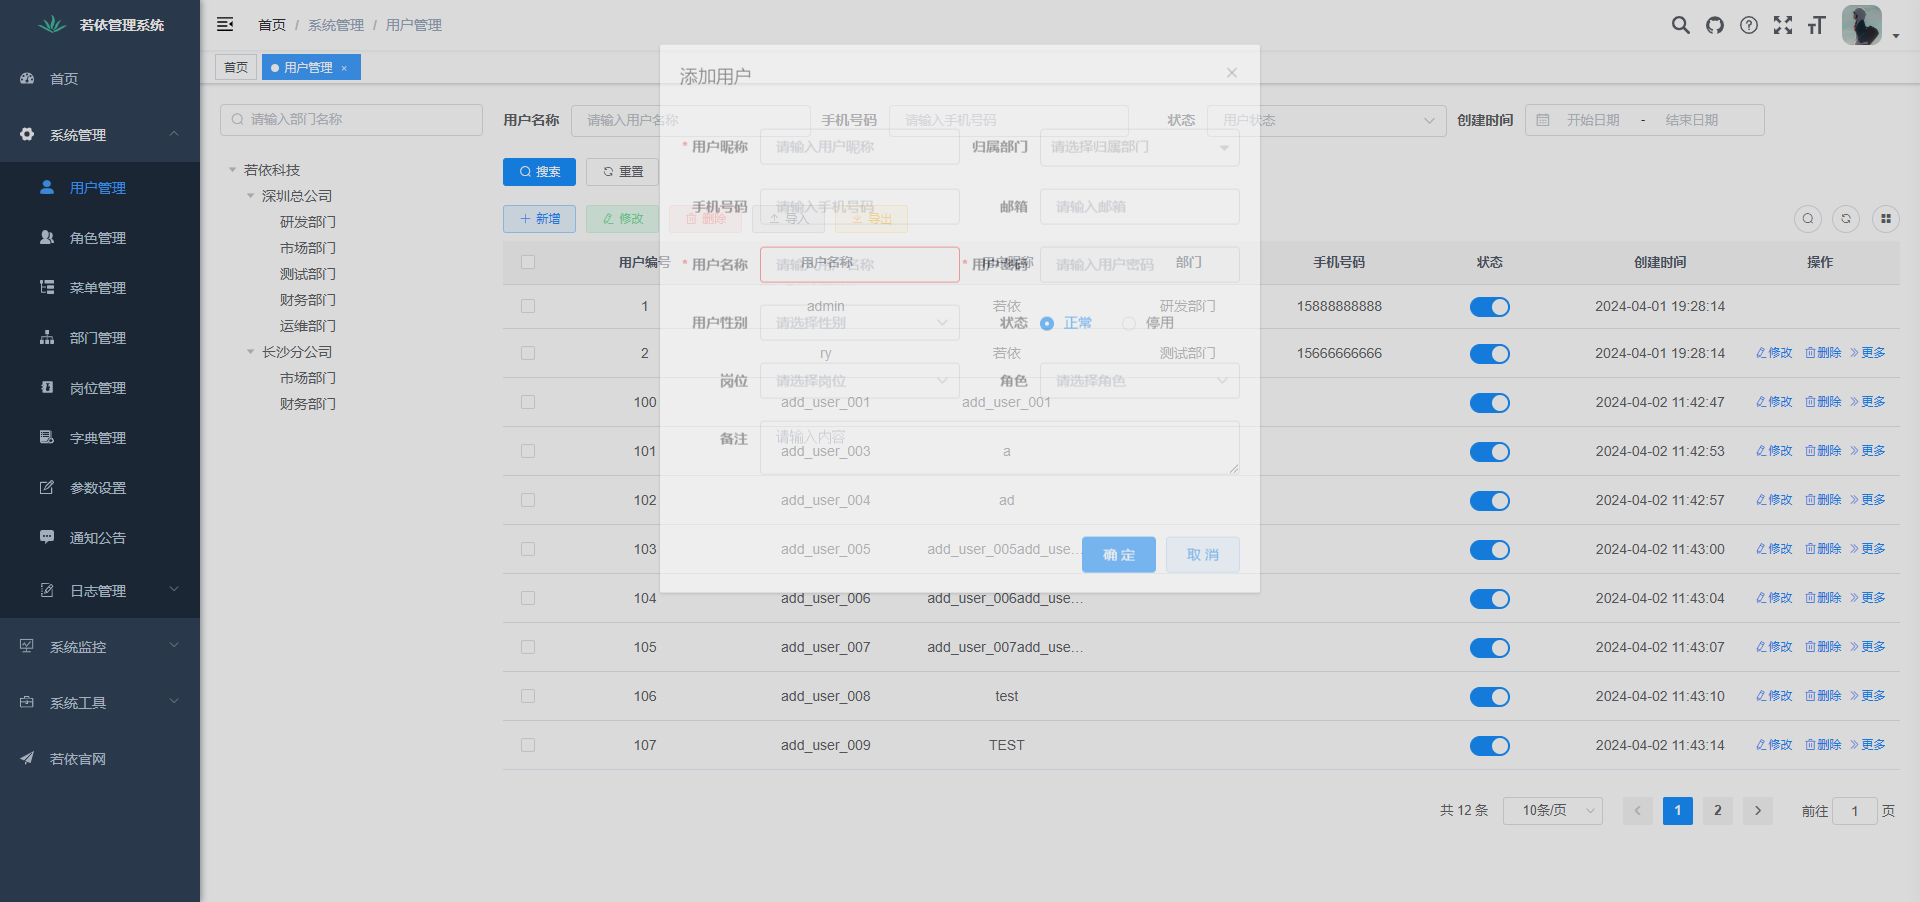 若依管理系统
首页 / 系统管理 / 用户管理
首页
用户管理 ×
首页
系统管理
用户管理
角色管理
菜单管理
部门管理
岗位管理
字典管理
参数设置
通知公告
日志管理
系统监控
系统工具
若依官网
请输入部门名称
若依科技
深圳总公司
研发部门
市场部门
测试部门
财务部门
运维部门
长沙分公司
市场部门
财务部门
用户名称 请输入用户名称 手机号码 请输入手机号码 状态 用户状态 创建时间 开始日期 - 结束日期
搜索 重置
新增 修改 删除 导入 导出
用户编号 用户名称 用户昵称 部门 手机号码 状态 创建时间 操作
1 admin 若依 研发部门 15888888888 2024-04-01 19:28:14
2 ry 若依 测试部门 15666666666 2024-04-01 19:28:14 修改 删除 更多
100 add_user_001 add_user_001 2024-04-02 11:42:47 修改 删除 更多
101 add_user_003 a 2024-04-02 11:42:53 修改 删除 更多
102 add_user_004 ad 2024-04-02 11:42:57 修改 删除 更多
103 add_user_005 add_user_005add_use... 2024-04-02 11:43:00 修改 删除 更多
104 add_user_006 add_user_006add_use... 2024-04-02 11:43:04 修改 删除 更多
105 add_user_007 add_user_007add_use... 2024-04-02 11:43:07 修改 删除 更多
106 add_user_008 test 2024-04-02 11:43:10 修改 删除 更多
107 add_user_009 TEST 2024-04-02 11:43:14 修改 删除 更多
共 12 条 10条/页 1 2 前往 1 页
添加用户
* 用户昵称 请输入用户昵称 归属部门 请选择归属部门
手机号码 请输入手机号码 邮箱 请输入邮箱
* 用户名称 请输入用户名称 * 用户密码 请输入用户密码
用户性别 请选择性别 状态 正常 停用
岗位 请选择岗位 角色 请选择角色
备注 请输入内容
确 定 取 消